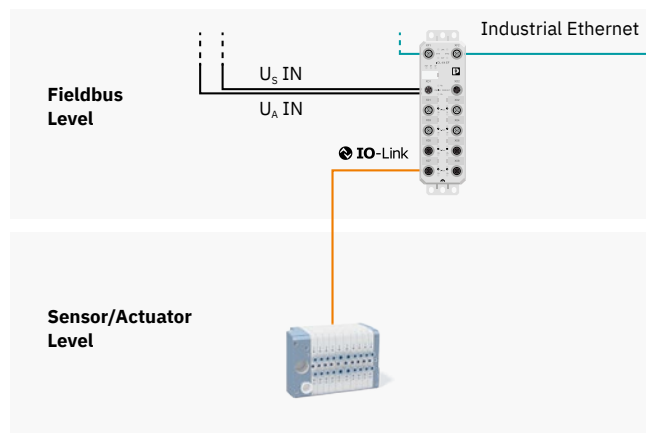 Industrial Ethernet
U_S IN
Fieldbus
Level
U_A IN
IO-Link
Sensor/Actuator
Level